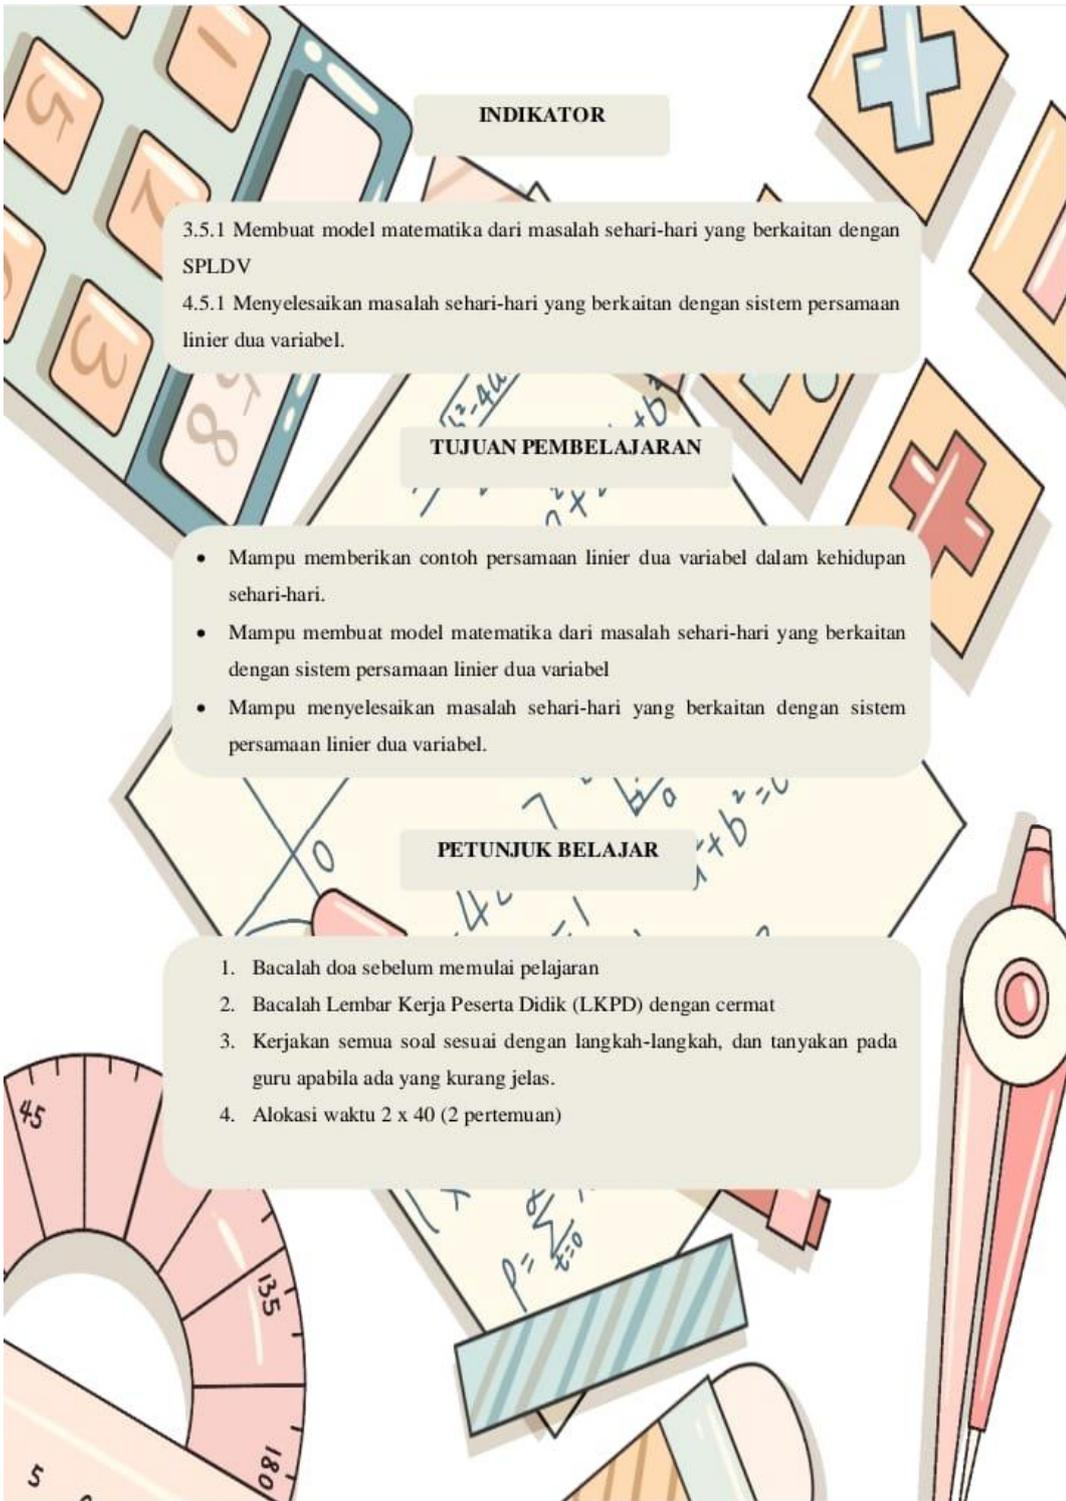 INDIKATOR
3.5.1 Membuat model matematika dari masalah sehari-hari yang berkaitan dengan
SPLDV
4.5.1 Menyelesaikan masalah sehari-hari yang berkaitan dengan sistem persamaan
linier dua variabel.
TUJUAN PEMBELAJARAN
• Mampu memberikan contoh persamaan linier dua variabel dalam kehidupan
sehari-hari.
• Mampu membuat model matematika dari masalah sehari-hari yang berkaitan
dengan sistem persamaan linier dua variabel
• Mampu menyelesaikan masalah sehari-hari yang berkaitan dengan sistem
persamaan linier dua variabel.
PETUNJUK BELAJAR
1. Bacalah doa sebelum memulai pelajaran
2. Bacalah Lembar Kerja Peserta Didik (LKPD) dengan cermat
3. Kerjakan semua soal sesuai dengan langkah-langkah, dan tanyakan pada
guru apabila ada yang kurang jelas.
4. Alokasi waktu 2 x 40 (2 pertemuan)
1
5
2
3
58
45
135
180
5